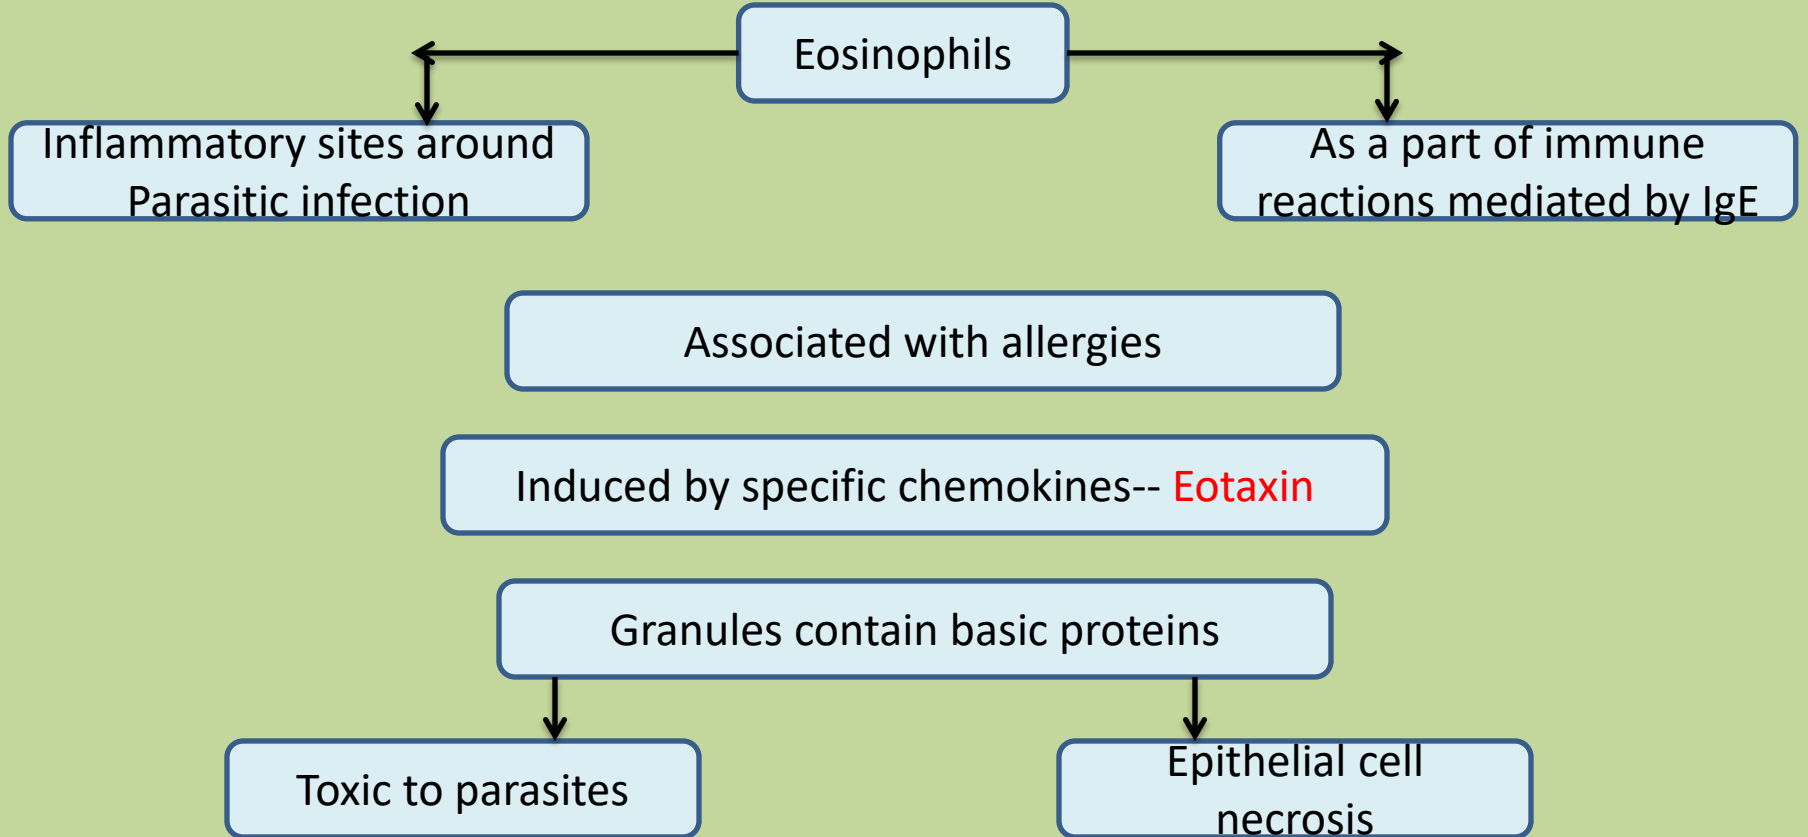 Eosinophils
Inflammatory sites around
Parasitic infection
As a part of immune
reactions mediated by IgE
Associated with allergies
Induced by specific chemokines-- Eotaxin
Granules contain basic proteins
Toxic to parasites
Epithelial cell
necrosis